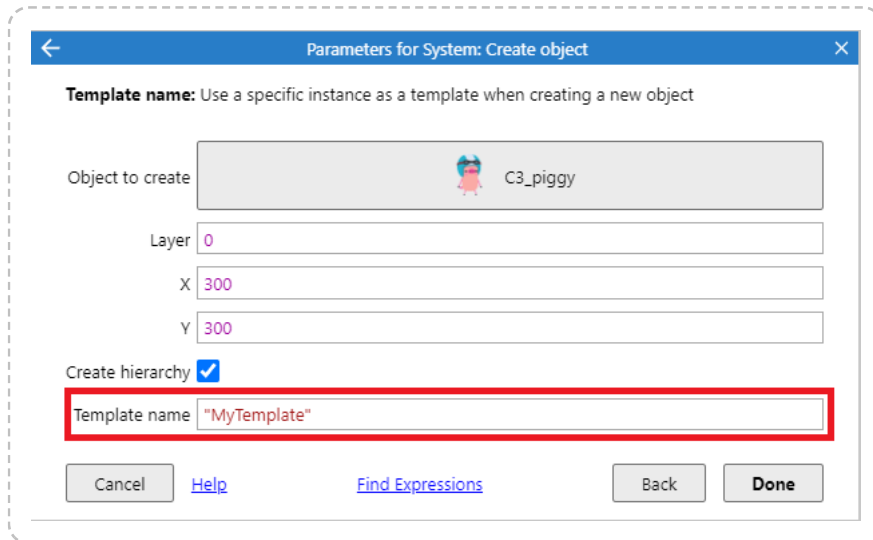 Parameters for System: Create object
Template name: Use a specific instance as a template when creating a new object
Object to create C3_piggy
Layer 0
X 300
Y 300
Create hierarchy
Template name "MyTemplate"
Cancel Help Find Expressions Back Done